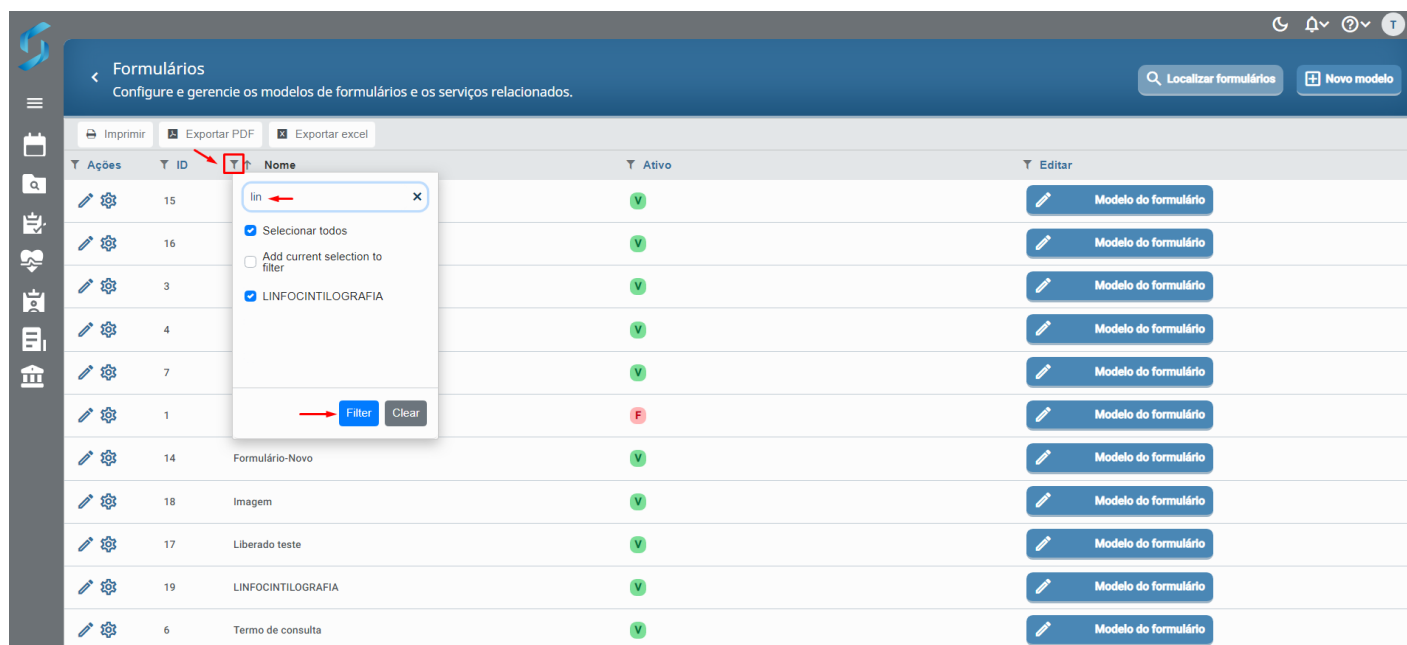 T
Formulários
Configure e gerencie os modelos de formulários e os serviços relacionados.
Localizar formulários
Novo modelo
Imprimir
Exportar PDF
Exportar excel
Ações ID Nome Ativo Editar
15 V Modelo do formulário
16 V Modelo do formulário
3 V Modelo do formulário
4 V Modelo do formulário
7 V Modelo do formulário
1 F Modelo do formulário
lin
Selecionar todos
Add current selection to
filter
LINFOCINTILOGRAFIA
Filter Clear
14 Formulário-Novo V Modelo do formulário
18 Imagem V Modelo do formulário
17 Liberado teste V Modelo do formulário
19 LINFOCINTILOGRAFIA V Modelo do formulário
6 Termo de consulta V Modelo do formulário